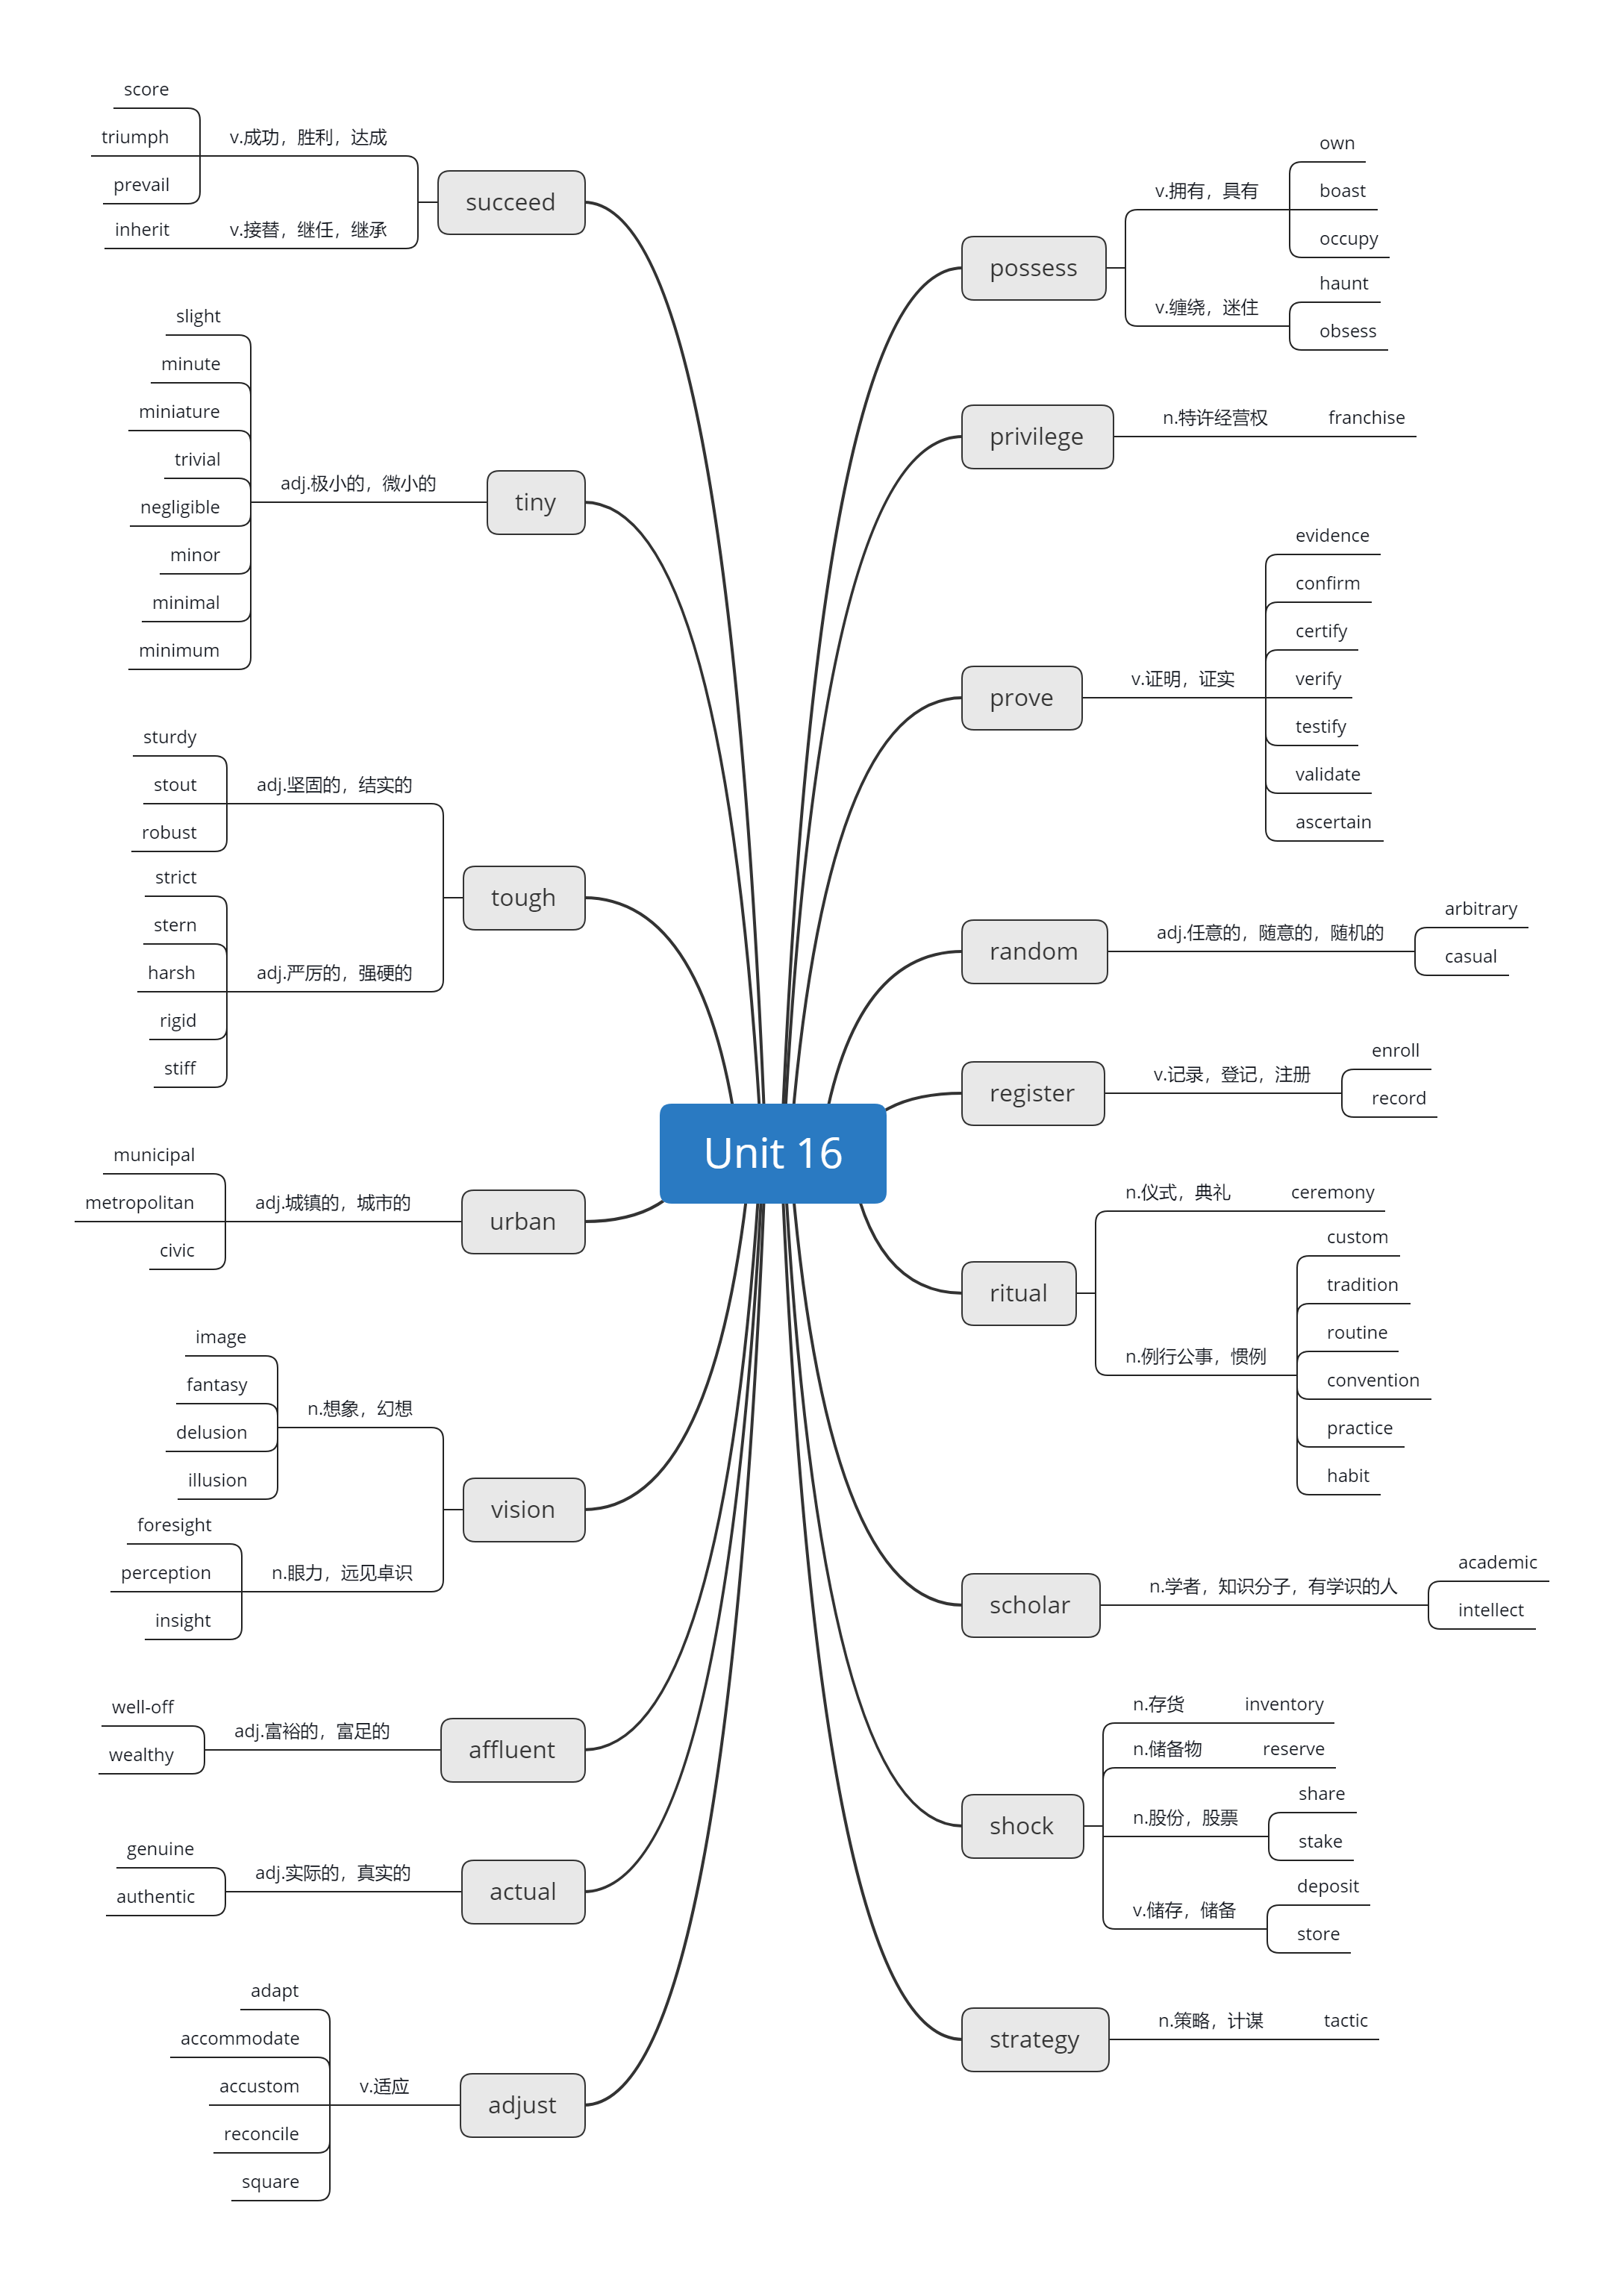 Unit 16
possess
v.拥有，具有
own
boast
occupy
v.缠绕，迷住
haunt
obsess
privilege
n.特许经营权
franchise
prove
v.证明，证实
evidence
confirm
certify
verify
testify
validate
ascertain
random
adj.任意的，随意的，随机的
arbitrary
casual
register
v.记录，登记，注册
enroll
record
ritual
n.仪式，典礼
ceremony
n.例行公事，惯例
custom
tradition
routine
convention
practice
habit
scholar
n.学者，知识分子，有学识的人
academic
intellect
shock
n.存货
inventory
n.储备物
reserve
n.股份，股票
share
stake
v.储存，储备
deposit
store
strategy
n.策略，计谋
tactic
succeed
v.成功，胜利，达成
score
triumph
prevail
v.接替，继任，继承
inherit
tiny
adj.极小的，微小的
slight
minute
miniature
trivial
negligible
minor
minimal
minimum
tough
adj.坚固的，结实的
sturdy
stout
robust
adj.严厉的，强硬的
strict
stern
harsh
rigid
stiff
urban
adj.城镇的，城市的
municipal
metropolitan
civic
vision
n.想象，幻想
image
fantasy
delusion
illusion
n.眼力，远见卓识
foresight
perception
insight
affluent
adj.富裕的，富足的
well-off
wealthy
actual
adj.实际的，真实的
genuine
authentic
adjust
v.适应
adapt
accommodate
accustom
reconcile
square